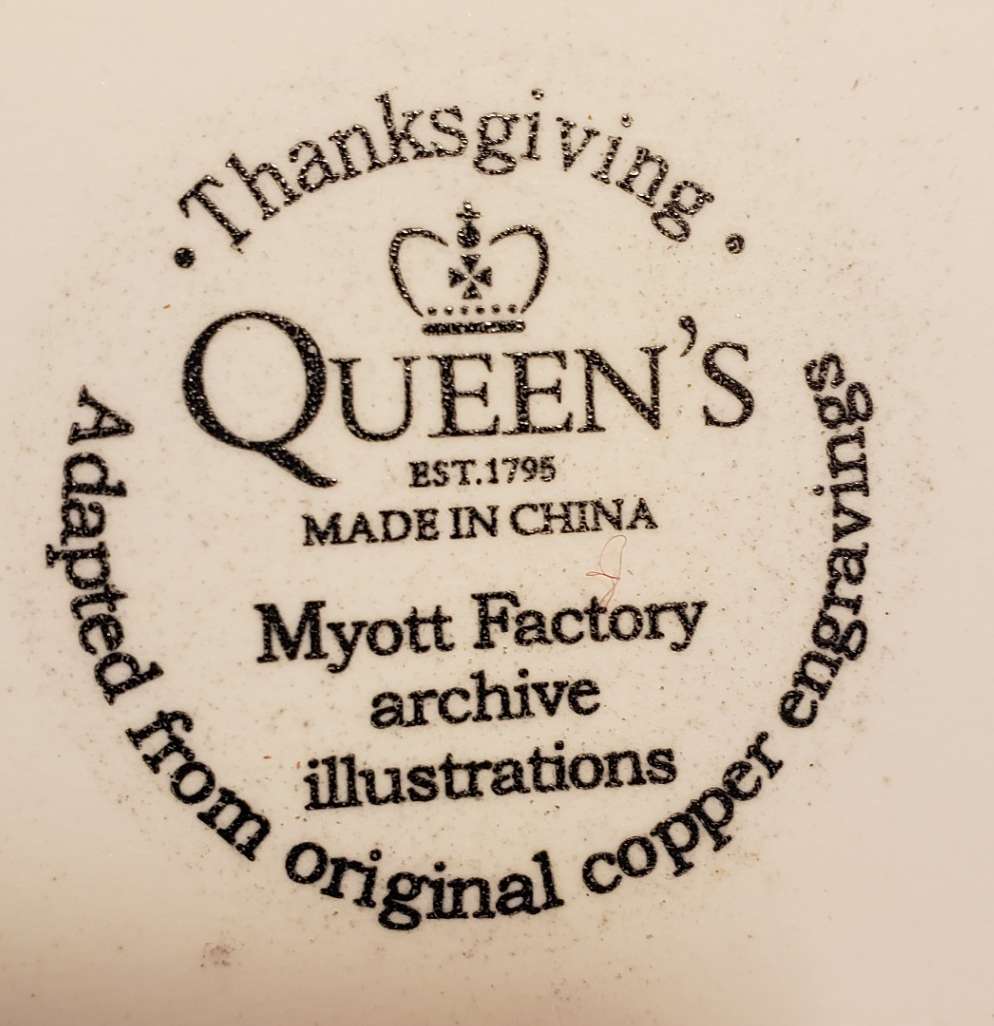 · Thanksgiving ·
QUEEN'S
EST.1795
MADE IN CHINA
Myott Factory
archive
illustrations
Adapted from original copper engravings